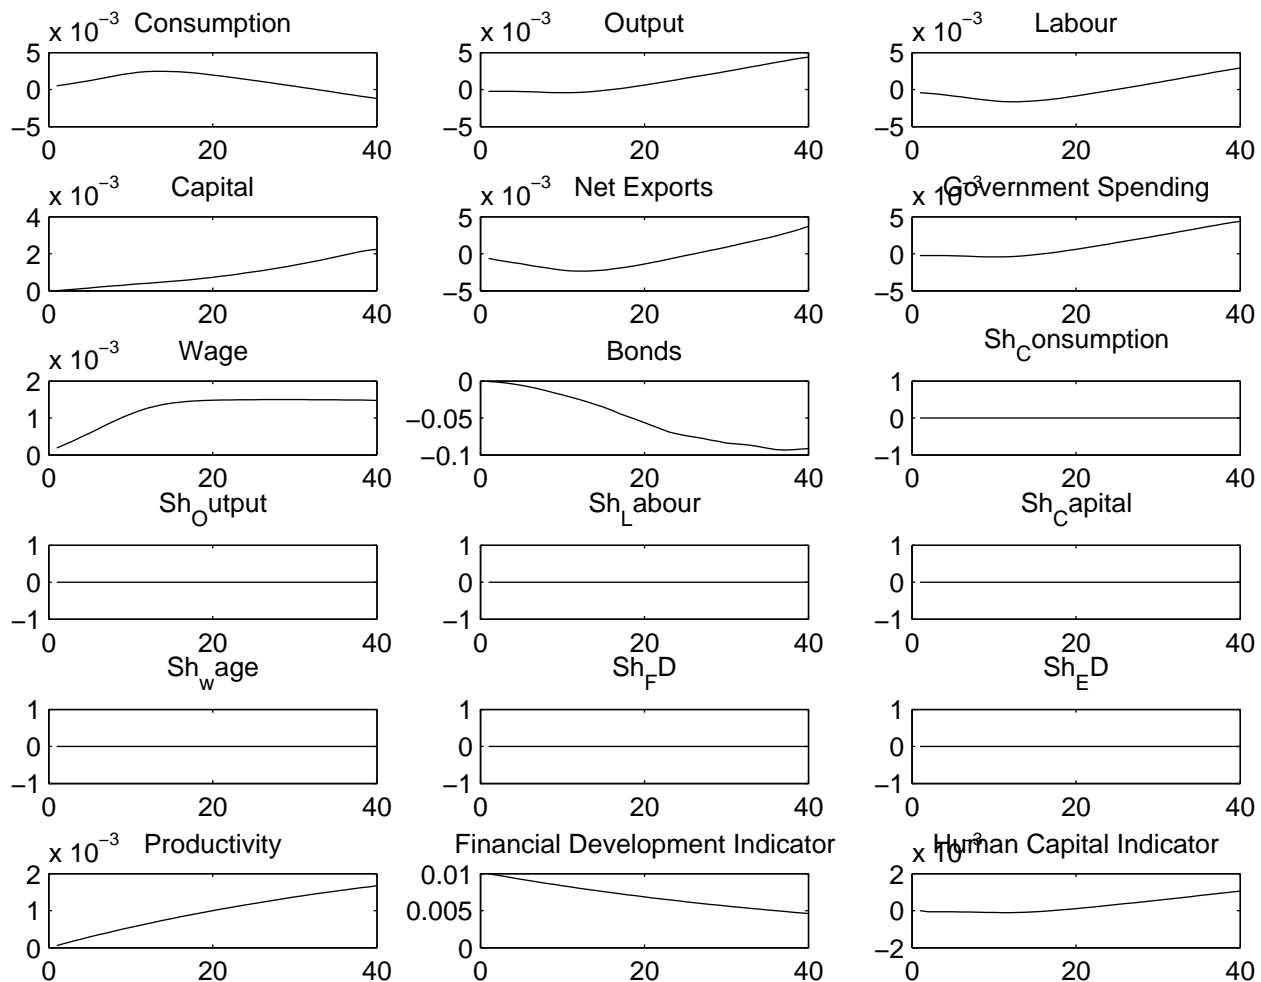 x 10⁻³ Consumption
5
0
−5
0 20 40
x 10⁻³ Output
5
0
−5
0 20 40
x 10⁻³ Labour
5
0
−5
0 20 40
x 10⁻³ Capital
4
2
0
0 20 40
x 10⁻³ Net Exports
5
0
−5
0 20 40
x 10⁻³ Government Spending
5
0
−5
0 20 40
x 10⁻³ Wage
2
1
0
0 20 40
Bonds
0
−0.05
−0.1
0 20 40
Sh_Consumption
1
0
−1
0 20 40
Sh_Output
1
0
−1
0 20 40
Sh_Labour
1
0
−1
0 20 40
Sh_Capital
1
0
−1
0 20 40
Sh_wage
1
0
−1
0 20 40
Sh_FD
1
0
−1
0 20 40
Sh_ED
1
0
−1
0 20 40
x 10⁻³ Productivity
2
1
0
0 20 40
Financial Development Indicator
0.01
0.005
0
0 20 40
x 10⁻³ Human Capital Indicator
2
0
−2
0 20 40